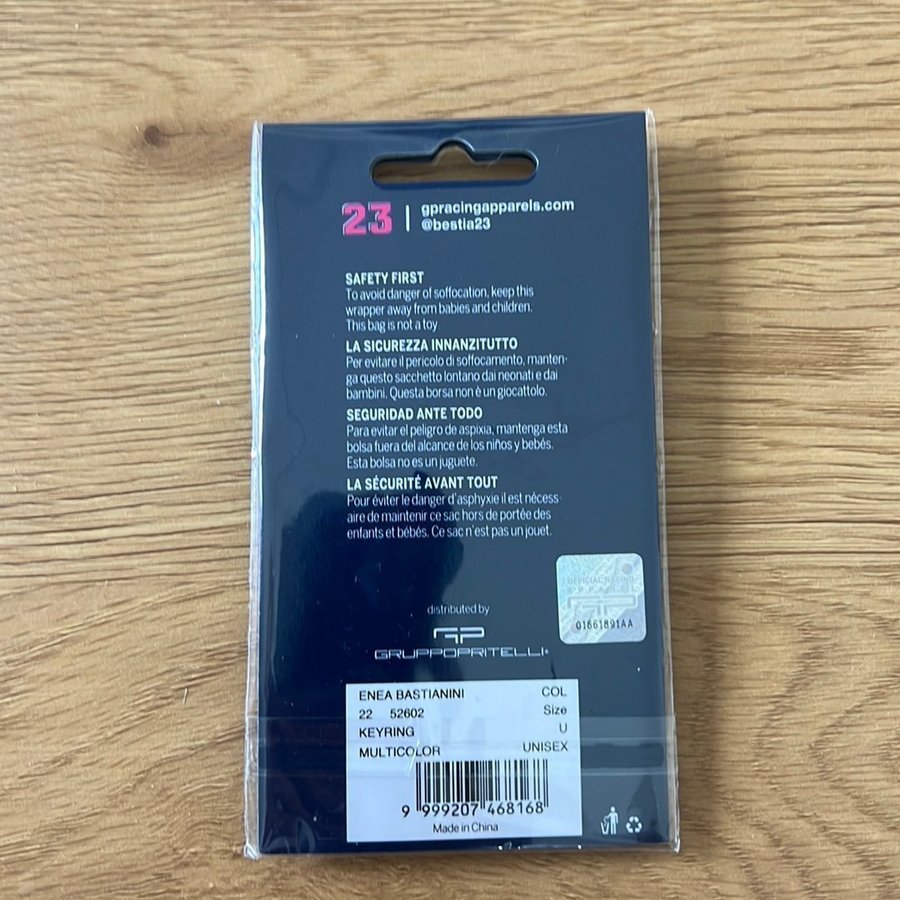 23 | gpracingapparels.com
@bestia23
SAFETY FIRST
To avoid danger of soffocation, keep this
wrapper away from babies and children.
This bag is not a toy
LA SICUREZZA INNANZITUTTO
Per evitare il pericolo di soffocamento, manten-
ga questo sacchetto lontano dai neonati e dai
bambini. Questa borsa non è un giocattolo.
SEGURIDAD ANTE TODO
Para evitar el peligro de aspixia, mantenga esta
bolsa fuera del alcance de los niños y bebés.
Esta bolsa no es un juguete.
LA SÉCURITÉ AVANT TOUT
Pour éviter le danger d'asphyxie il est nécess-
aire de maintenir ce sac hors de portée des
enfants et bébés. Ce sac n'est pas un jouet.
OFFICIAL RACING
APPAREL
GP
01661891AA
distributed by
GP
GRUPPOPRITELLI®
ENEA BASTIANINI COL
22 52602 Size
KEYRING U
MULTICOLOR UNISEX
9 999207 468168
Made in China